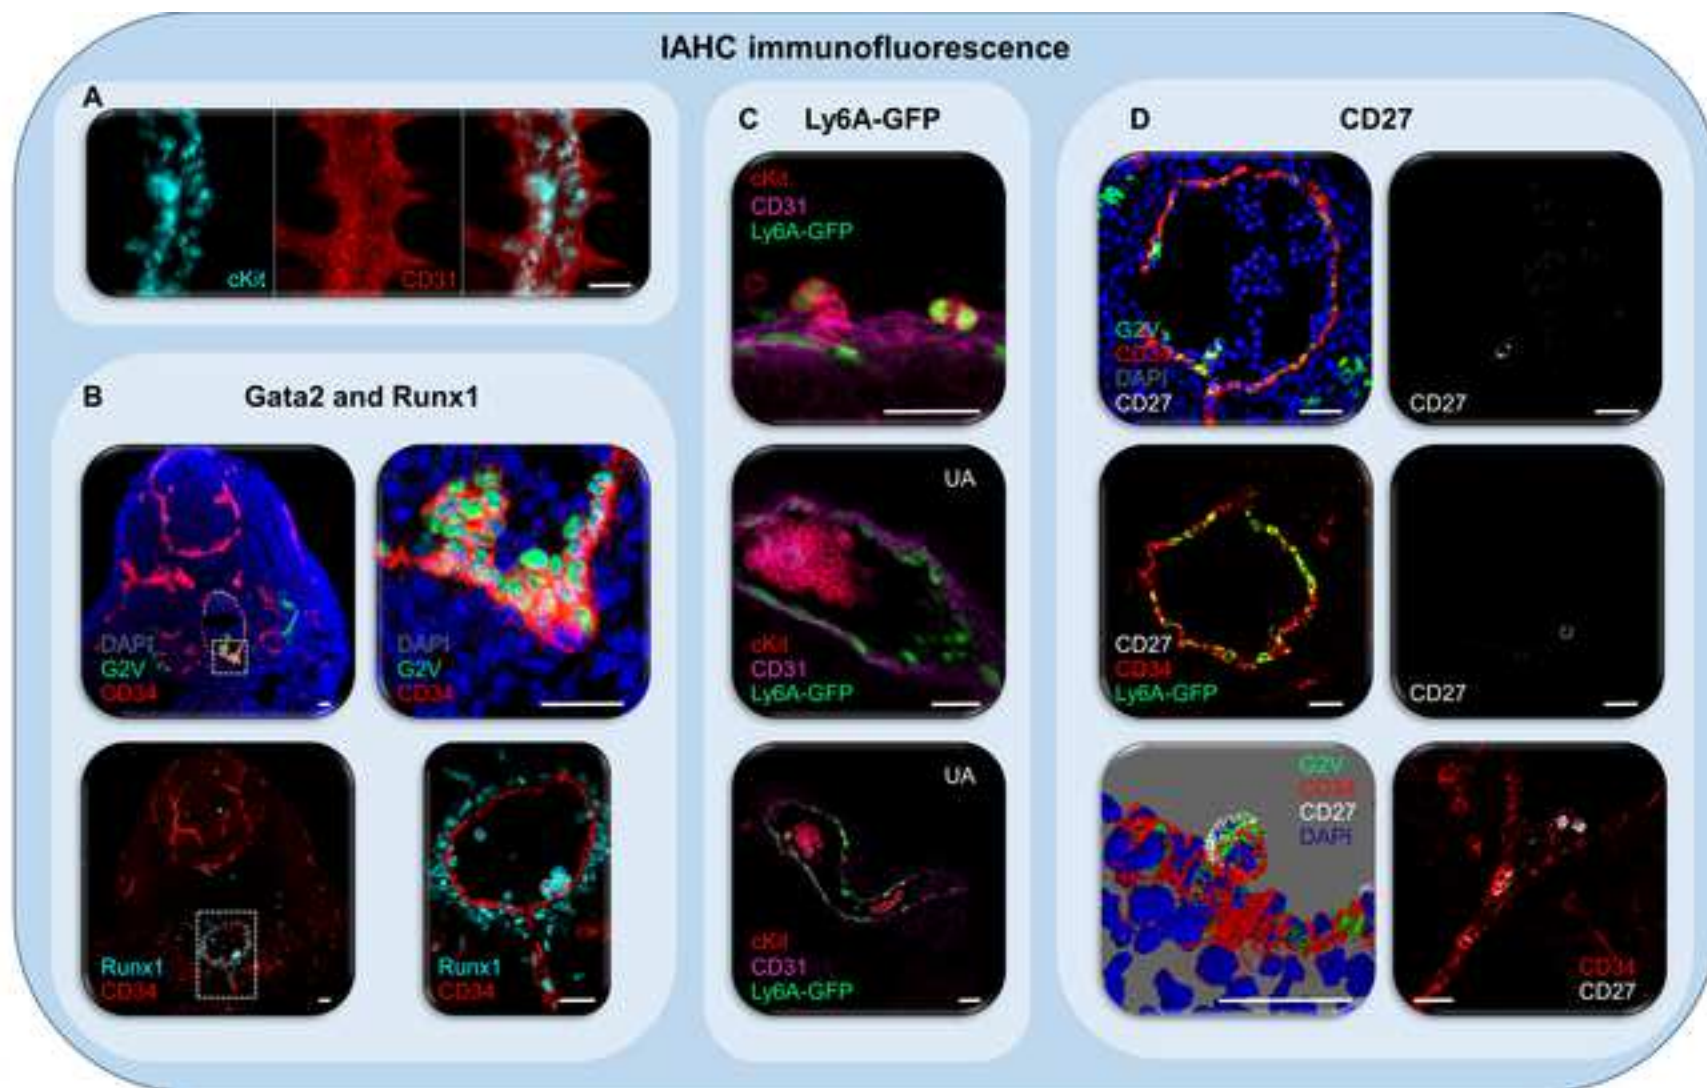 IAHC immunofluorescence
A
cKit
CD31
B
Gata2 and Runx1
DAPI
G2V
CD34
DAPI
G2V
CD34
Runx1
CD34
Runx1
CD34
C
Ly6A-GFP
cKit
CD31
Ly6A-GFP
UA
cKit
CD31
Ly6A-GFP
UA
cKit
CD31
Ly6A-GFP
D
CD27
G2V
CD34
DAPI
CD27
CD27
CD27
CD34
Ly6A-GFP
CD27
G2V
CD34
CD27
DAPI
CD34
CD27